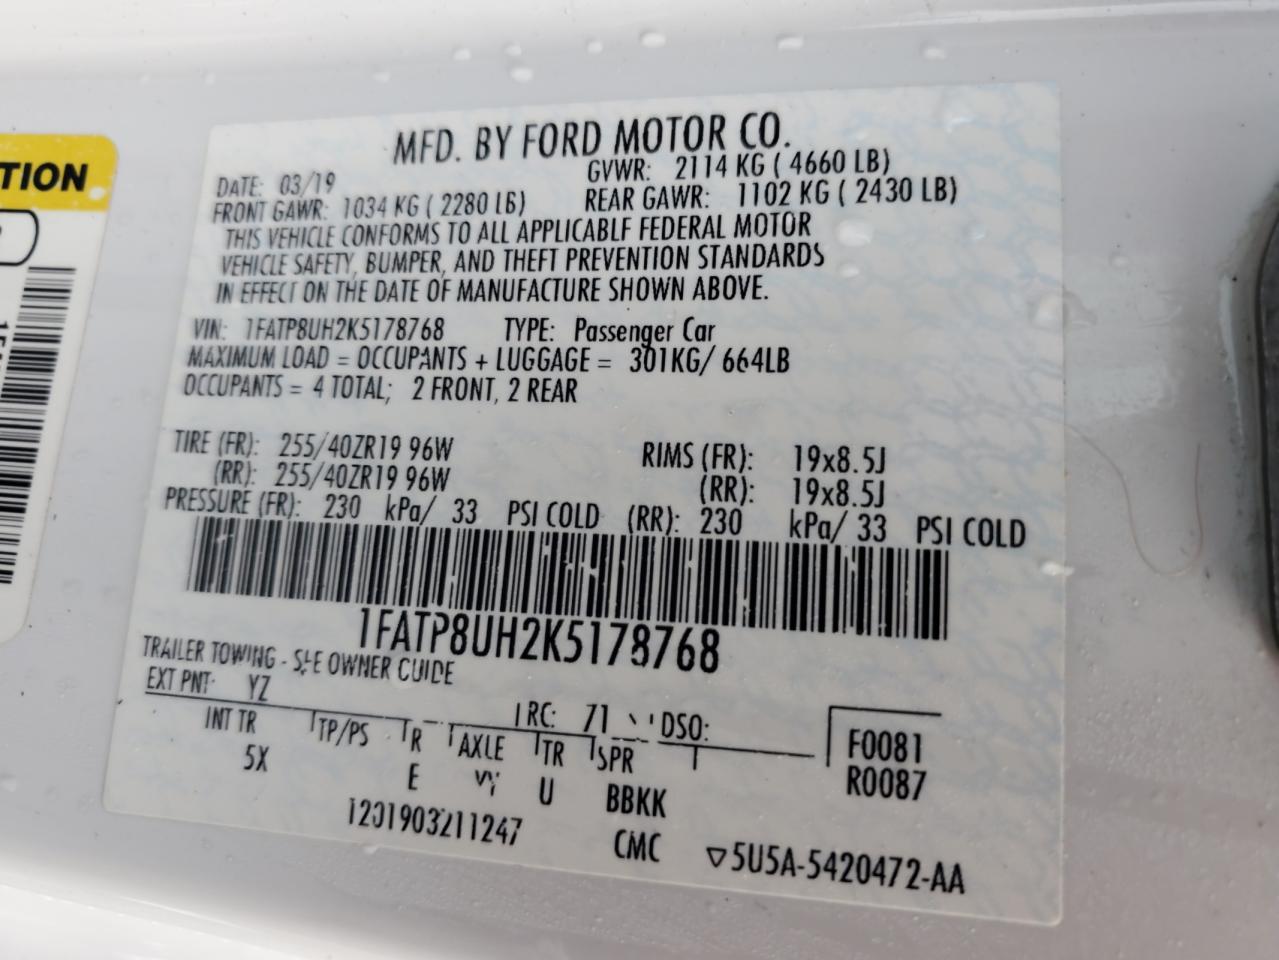 TION
MFD. BY FORD MOTOR CO.
DATE: 03/19 GVWR: 2114 KG ( 4660 LB)
FRONT GAWR: 1034 KG ( 2280 LB) REAR GAWR: 1102 KG ( 2430 LB)
THIS VEHICLE CONFORMS TO ALL APPLICABLE FEDERAL MOTOR
VEHICLE SAFETY, BUMPER, AND THEFT PREVENTION STANDARDS
IN EFFECT ON THE DATE OF MANUFACTURE SHOWN ABOVE.
VIN: 1FATP8UH2K5178768 TYPE: Passenger Car
MAXIMUM LOAD = OCCUPANTS + LUGGAGE = 301KG/ 664LB
OCCUPANTS = 4 TOTAL; 2 FRONT, 2 REAR
TIRE (FR): 255/40ZR19 96W RIMS (FR): 19x8.5J
(RR): 255/40ZR19 96W (RR): 19x8.5J
PRESSURE (FR): 230 kPa/ 33 PSI COLD (RR): 230 kPa/ 33 PSI COLD
1FATP8UH2K5178768
TRAILER TOWING - SEE OWNER GUIDE
EXT PNT: YZ RC: 71 DSO:
INT TR TP/PS R AXLE TR SPR F0081
5X E U BBKK R0087
1201903211247 CMC ▽5U5A-5420472-AA